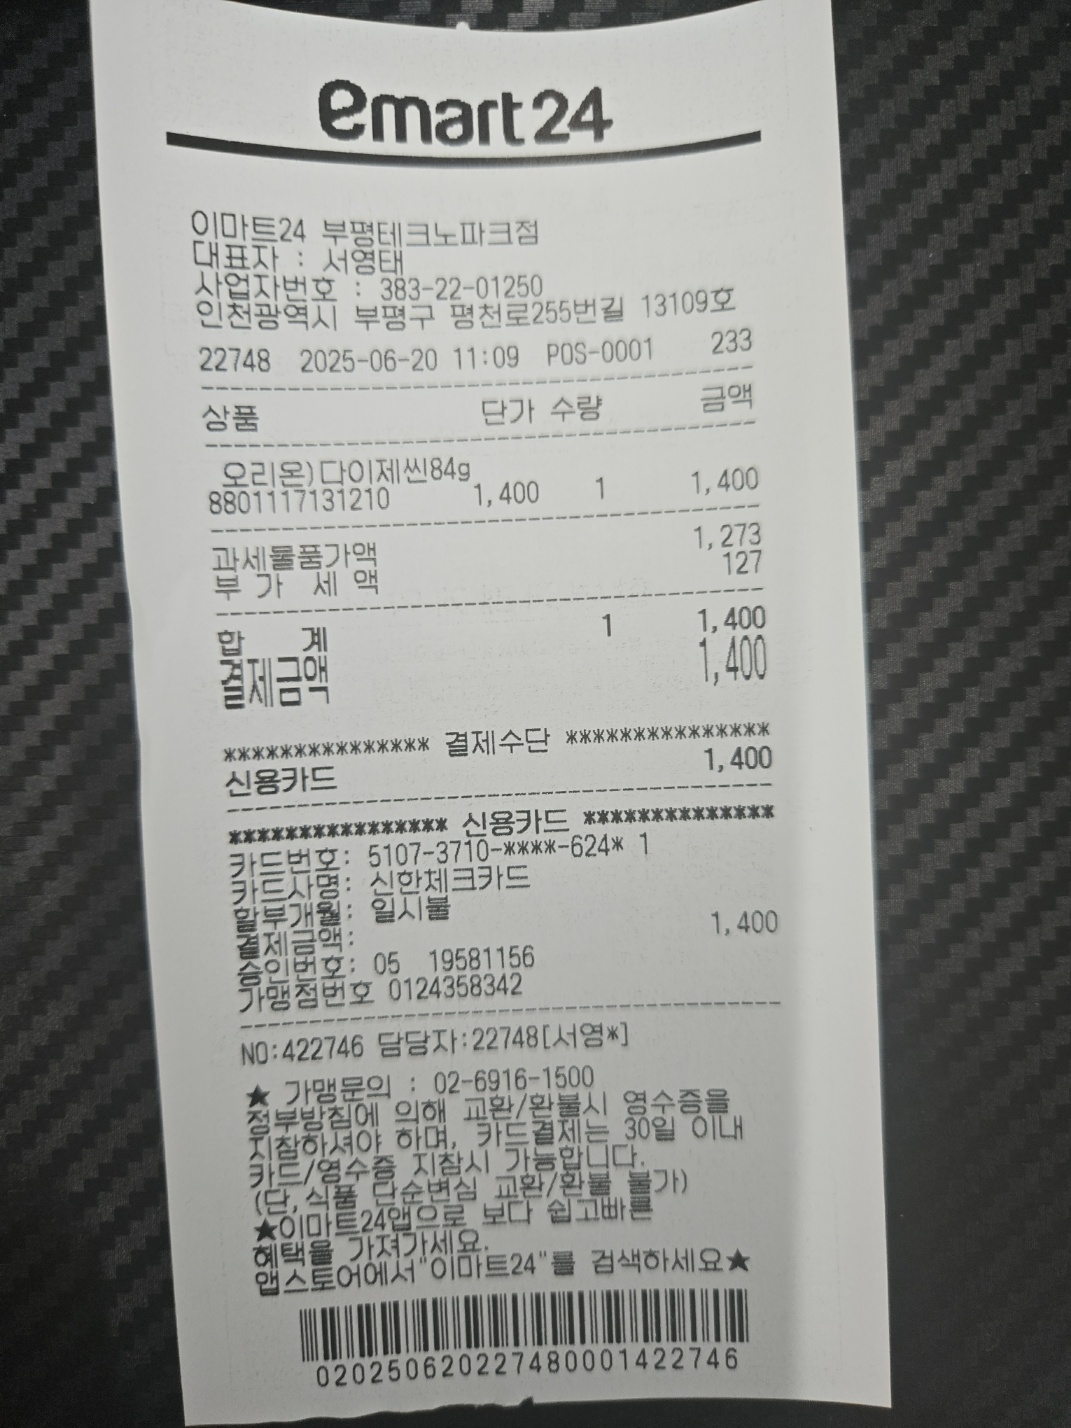 emart24
이마트24 부평테크노파크점
대표자 : 서영태
사업자번호 : 383-22-01250
인천광역시 부평구 평천로255번길 13109호
22748 2025-06-20 11:09 POS-0001 233
상품 단가 수량 금액
오리온)다이제씬84g
8801117131210 1,400 1 1,400
과세물품가액 1,273
부 가 세 액 127
합 계 1 1,400
결제금액 1,400
*************** 결제수단 ***************
신용카드 1,400
**************** 신용카드 **************
카드번호: 5107-3710-****-624* 1
카드사명: 신한체크카드
할부개월: 일시불
결제금액: 1,400
승인번호: 05 19581156
가맹점번호 0124358342
NO:422746 담당자:22748[서영*]
★ 가맹문의 : 02-6916-1500
정부방침에 의해 교환/환불시 영수증을
지참하셔야 하며, 카드결제는 30일 이내
카드/영수증 지참시 가능합니다.
(단,식품 단순변심 교환/환불 불가)
★이마트24앱으로 보다 쉽고빠른
혜택을 가져가세요.
앱스토어에서"이마트24"를 검색하세요★
0202506202274800014​22746